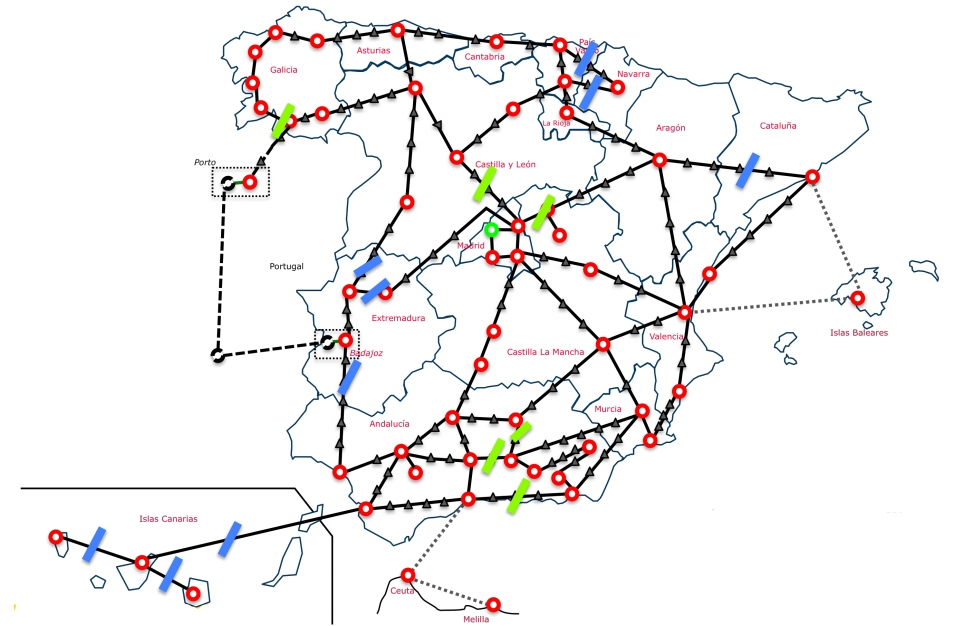 Asturias
Cantabria
País
Vasco
Navarra
Galicia
La Rioja
Aragón
Cataluña
Porto
Castilla y León
Madrid
Portugal
Extremadura
Badajoz
Castilla La Mancha
Valencia
Islas Baleares
Andalucía
Murcia
Islas Canarias
Ceuta
Melilla